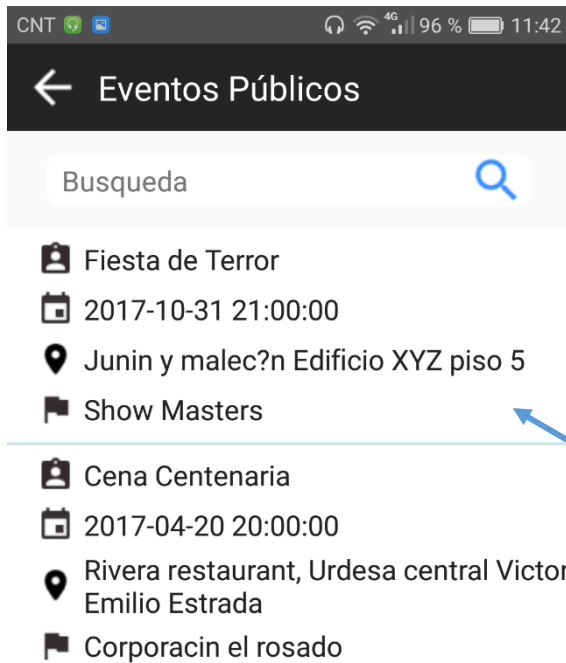 CNT 4G 96 % 11:42
Eventos Públicos
Busqueda
Fiesta de Terror
2017-10-31 21:00:00
Junin y malec?n Edificio XYZ piso 5
Show Masters
Cena Centenaria
2017-04-20 20:00:00
Rivera restaurant, Urdesa central Victor
Emilio Estrada
Corporacin el rosado